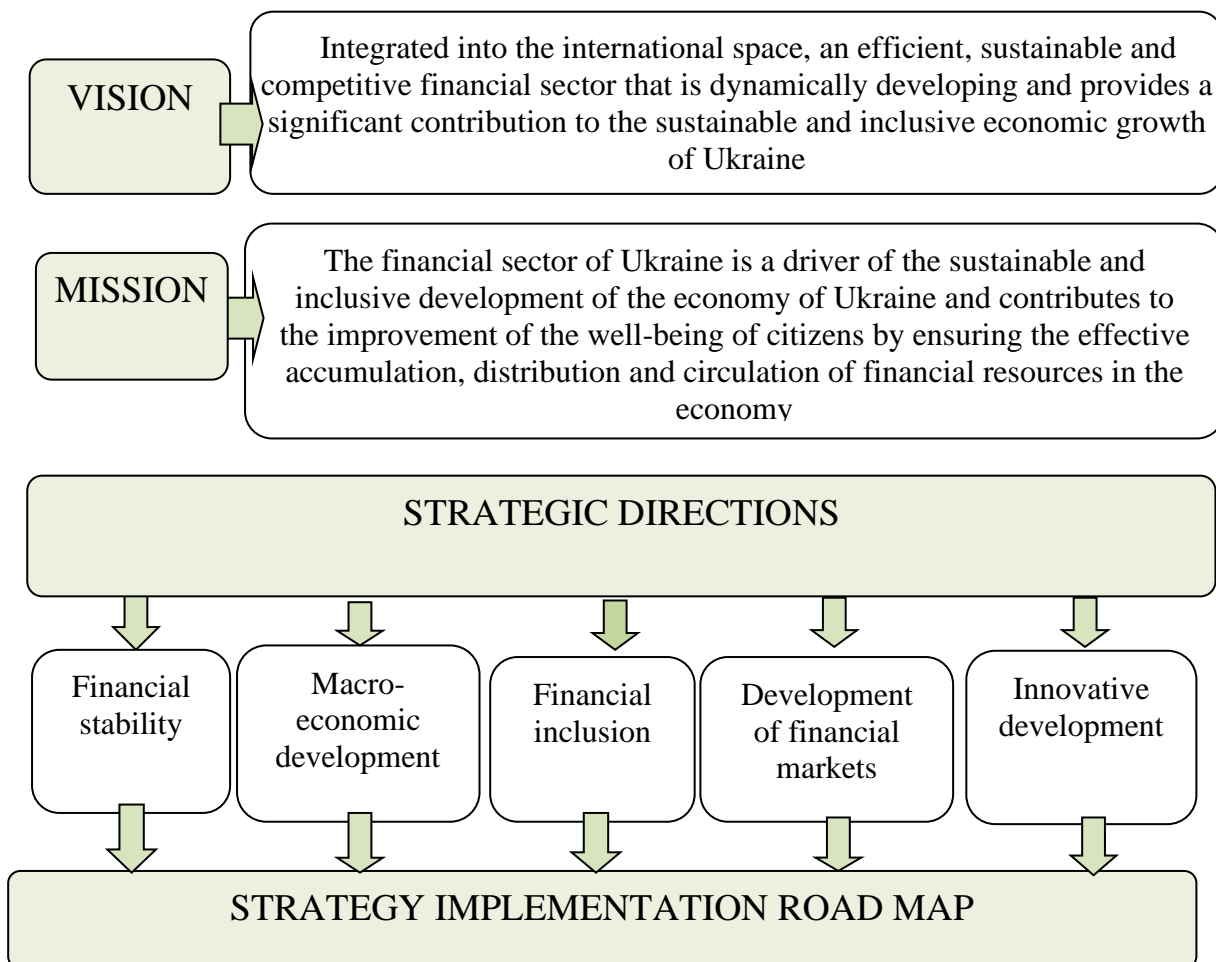 VISION
Integrated into the international space, an efficient, sustainable and
competitive financial sector that is dynamically developing and provides a
significant contribution to the sustainable and inclusive economic growth
of Ukraine
MISSION
The financial sector of Ukraine is a driver of the sustainable and
inclusive development of the economy of Ukraine and contributes to
the improvement of the well-being of citizens by ensuring the effective
accumulation, distribution and circulation of financial resources in the
economy
STRATEGIC DIRECTIONS
Financial
stability
Macro-
economic
development
Financial
inclusion
Development
of financial
markets
Innovative
development
STRATEGY IMPLEMENTATION ROAD MAP